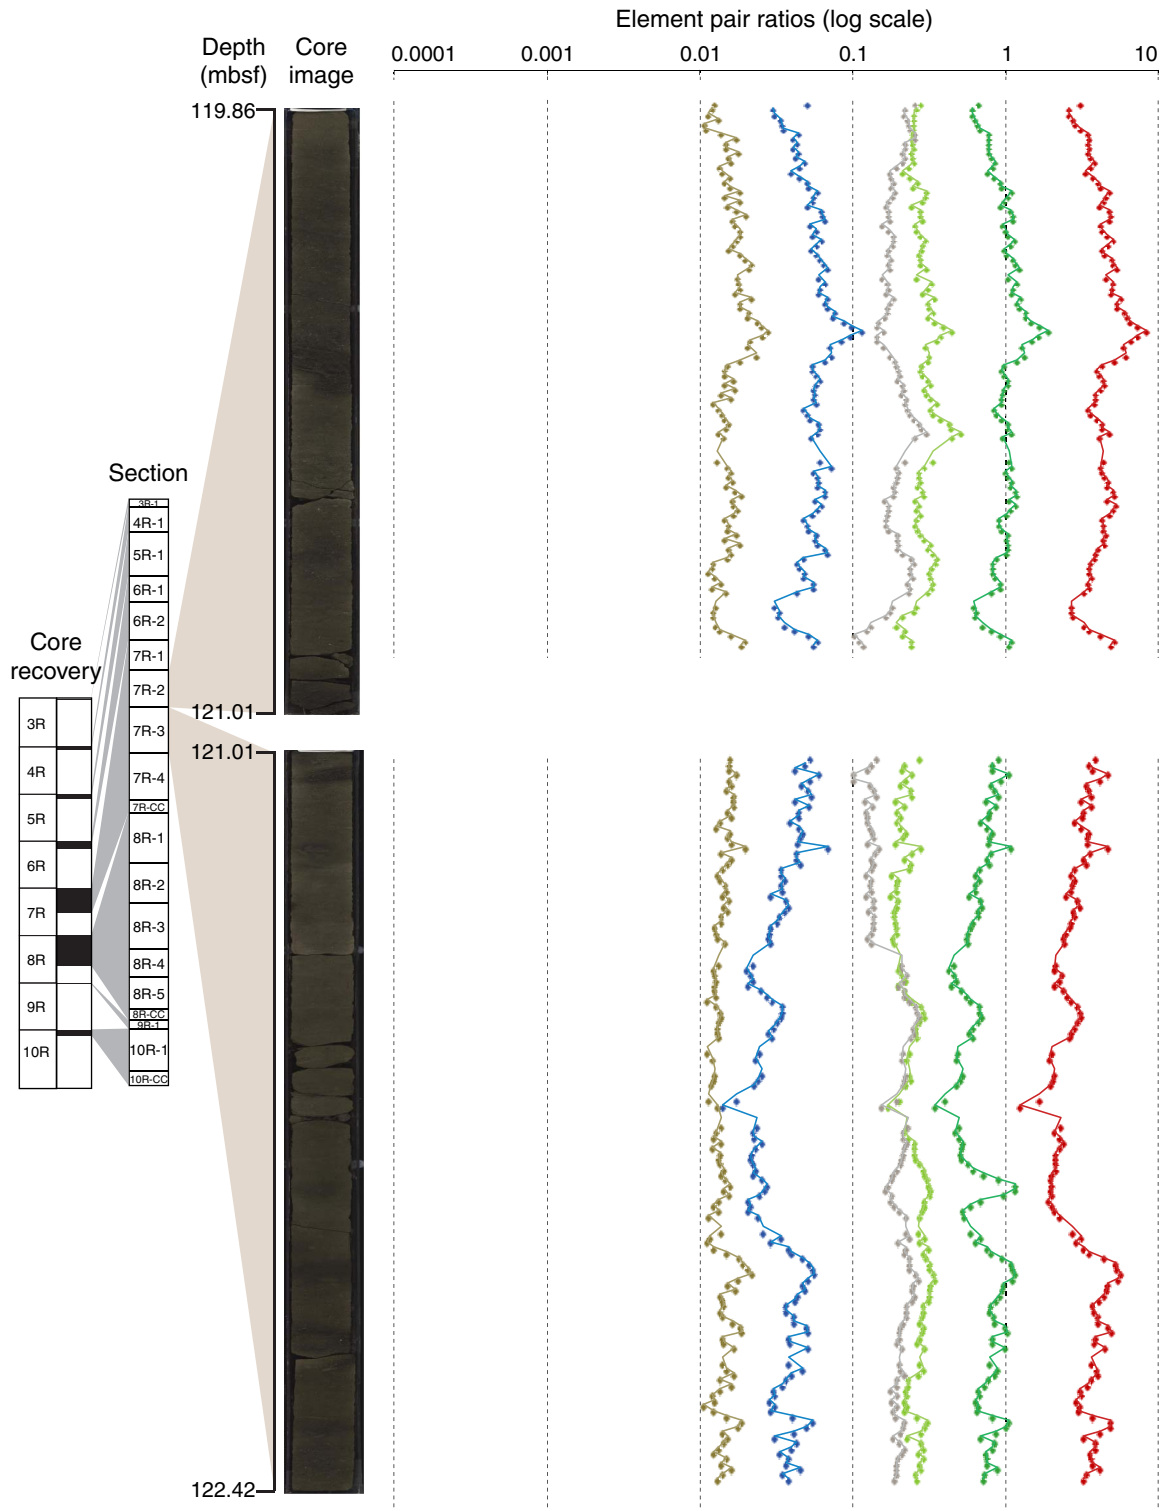 Element pair ratios (log scale)
Depth (mbsf)
Core image
0.0001 0.001 0.01 0.1 1 10
119.86
121.01
121.01
122.42
Section
3R-1
4R-1
5R-1
6R-1
6R-2
7R-1
7R-2
7R-3
7R-4
7R-CC
8R-1
8R-2
8R-3
8R-4
8R-5
8R-CC
9R-1
10R-1
10R-CC
Core recovery
3R
4R
5R
6R
7R
8R
9R
10R